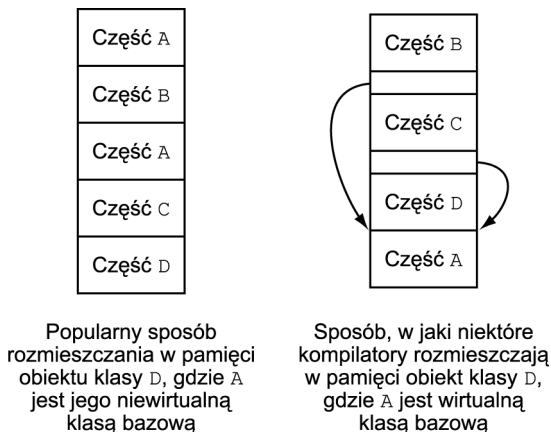 Część A
Część B
Część A
Część C
Część D
Popularny sposób
rozmieszczania w pamięci
obiektu klasy D, gdzie A
jest jego niewirtualną
klasą bazową
Część B
Część C
Część D
Część A
Sposób, w jaki niektóre
kompilatory rozmieszczają
w pamięci obiekt klasy D,
gdzie A jest wirtualną
klasą bazową